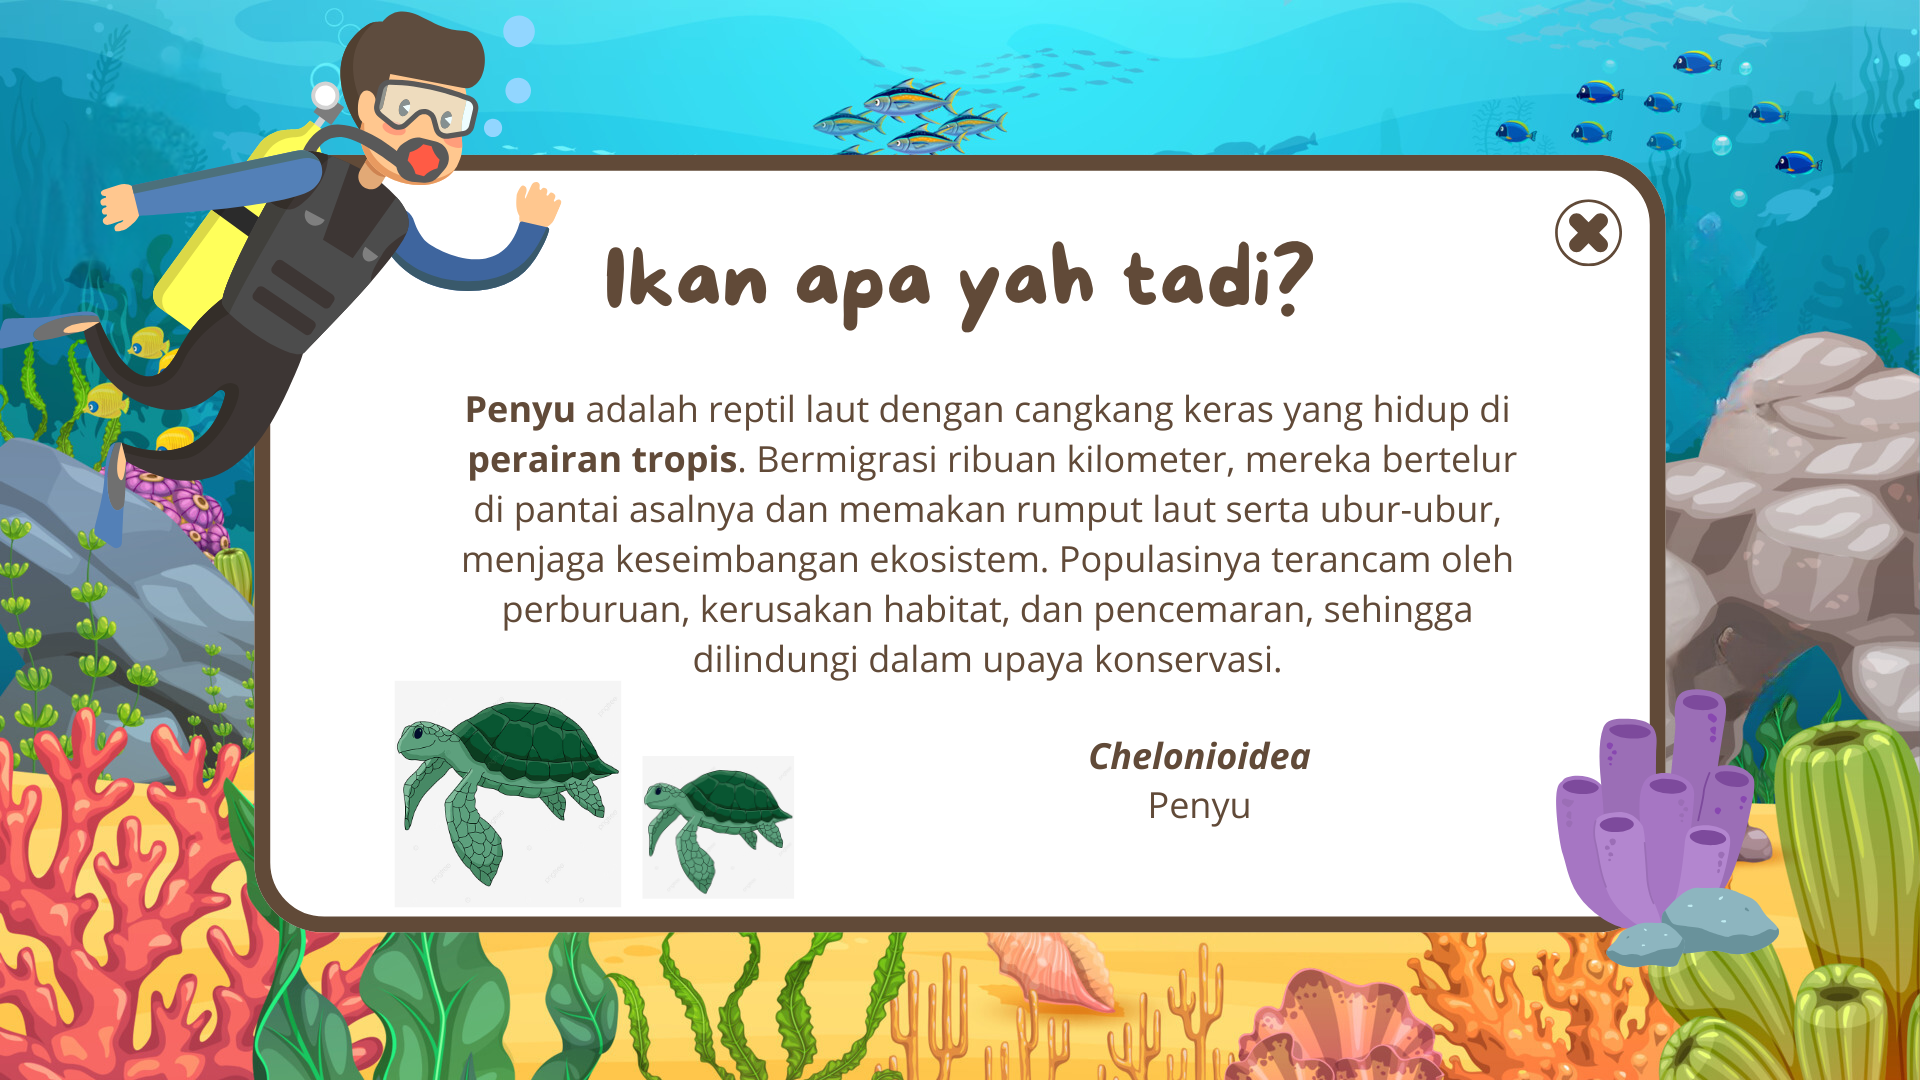 Ikan apa yah tadi?
Penyu adalah reptil laut dengan cangkang keras yang hidup di
perairan tropis. Bermigrasi ribuan kilometer, mereka bertelur
di pantai asalnya dan memakan rumput laut serta ubur-ubur,
menjaga keseimbangan ekosistem. Populasinya terancam oleh
perburuan, kerusakan habitat, dan pencemaran, sehingga
dilindungi dalam upaya konservasi.
Chelonioidea
Penyu